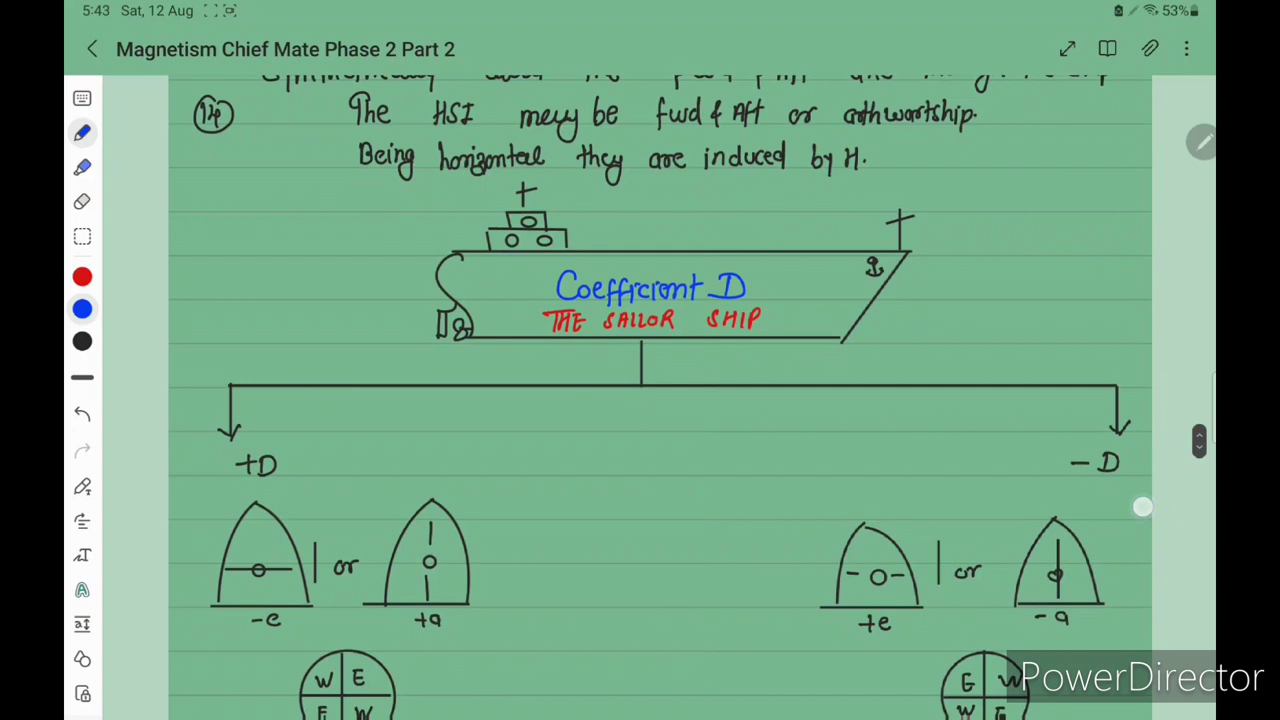 5:43 Sat, 12 Aug
53%
Magnetism Chief Mate Phase 2 Part 2
14 The HSI may be fwd & Aft or athwartship.
Being horizontal they are induced by H.
Coefficient D
THE SAILOR SHIP
+D
- D
or
or
-e
+a
+e
- a
W E
E W
E W
W E
PowerDirector